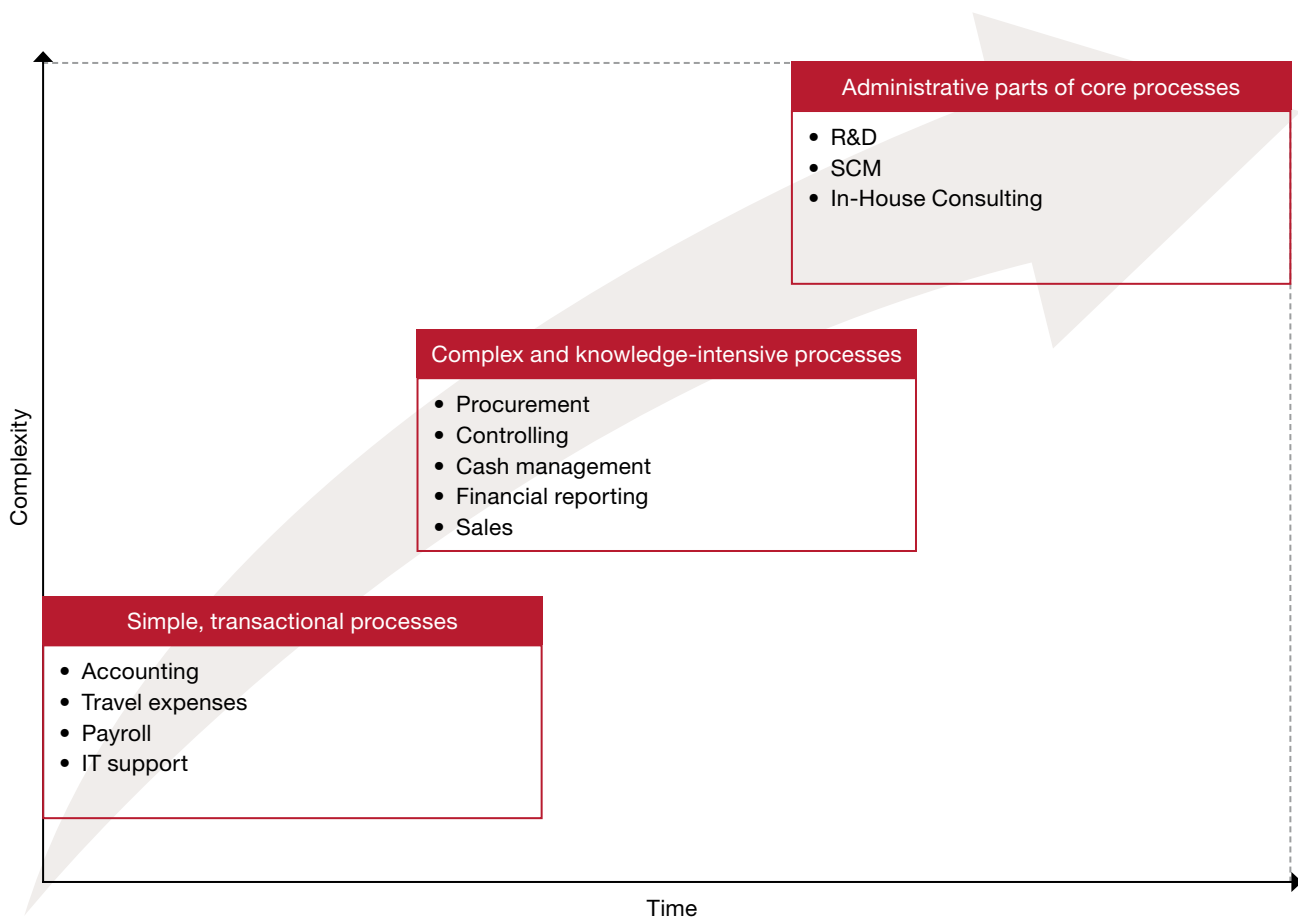 Administrative parts of core processes
• R&D
• SCM
• In-House Consulting
Complex and knowledge-intensive processes
• Procurement
• Controlling
• Cash management
• Financial reporting
• Sales
Complexity
Simple, transactional processes
• Accounting
• Travel expenses
• Payroll
• IT support
Time